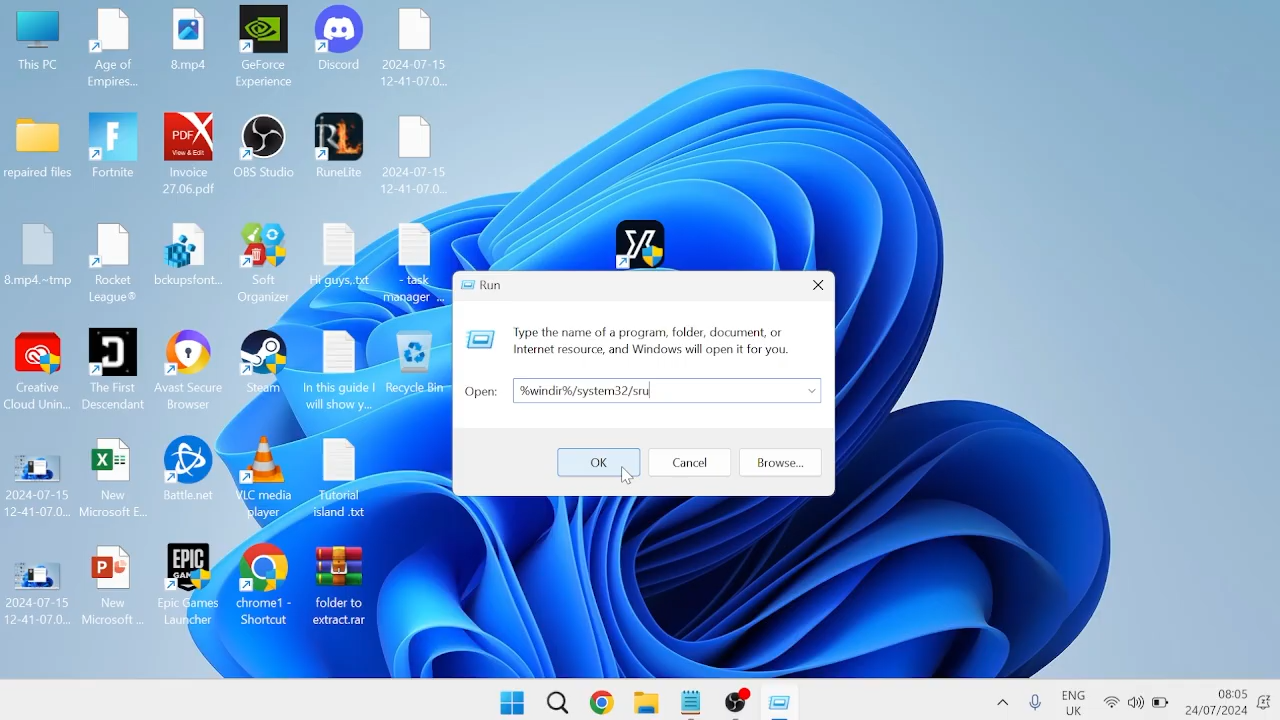 This PC
Age of
Empires...
8.mp4
GeForce
Experience
Discord
2024-07-15
12-41-07.0...
repaired files
Fortnite
PDF
View & Edit
Invoice
27.06.pdf
OBS Studio
RL
RuneLite
2024-07-15
12-41-07.0...
8.mp4.~tmp
Rocket
League®
bckupsfont...
Soft
Organizer
Hi guys,.txt
- task
manager ...
Creative
Cloud Unin...
The First
Descendant
Avast Secure
Browser
Steam
In this guide I
will show y...
Recycle Bin
2024-07-15
12-41-07.0...
New
Microsoft E...
Battle.net
VLC media
player
Tutorial
island .txt
2024-07-15
12-41-07.0...
New
Microsoft ...
EPIC
GAMES
Epic Games
Launcher
chrome1 -
Shortcut
folder to
extract.rar
Run
Type the name of a program, folder, document, or
Internet resource, and Windows will open it for you.
Open:
%windir%/system32/sru
OK
Cancel
Browse...
ENG
UK
08:05
24/07/2024